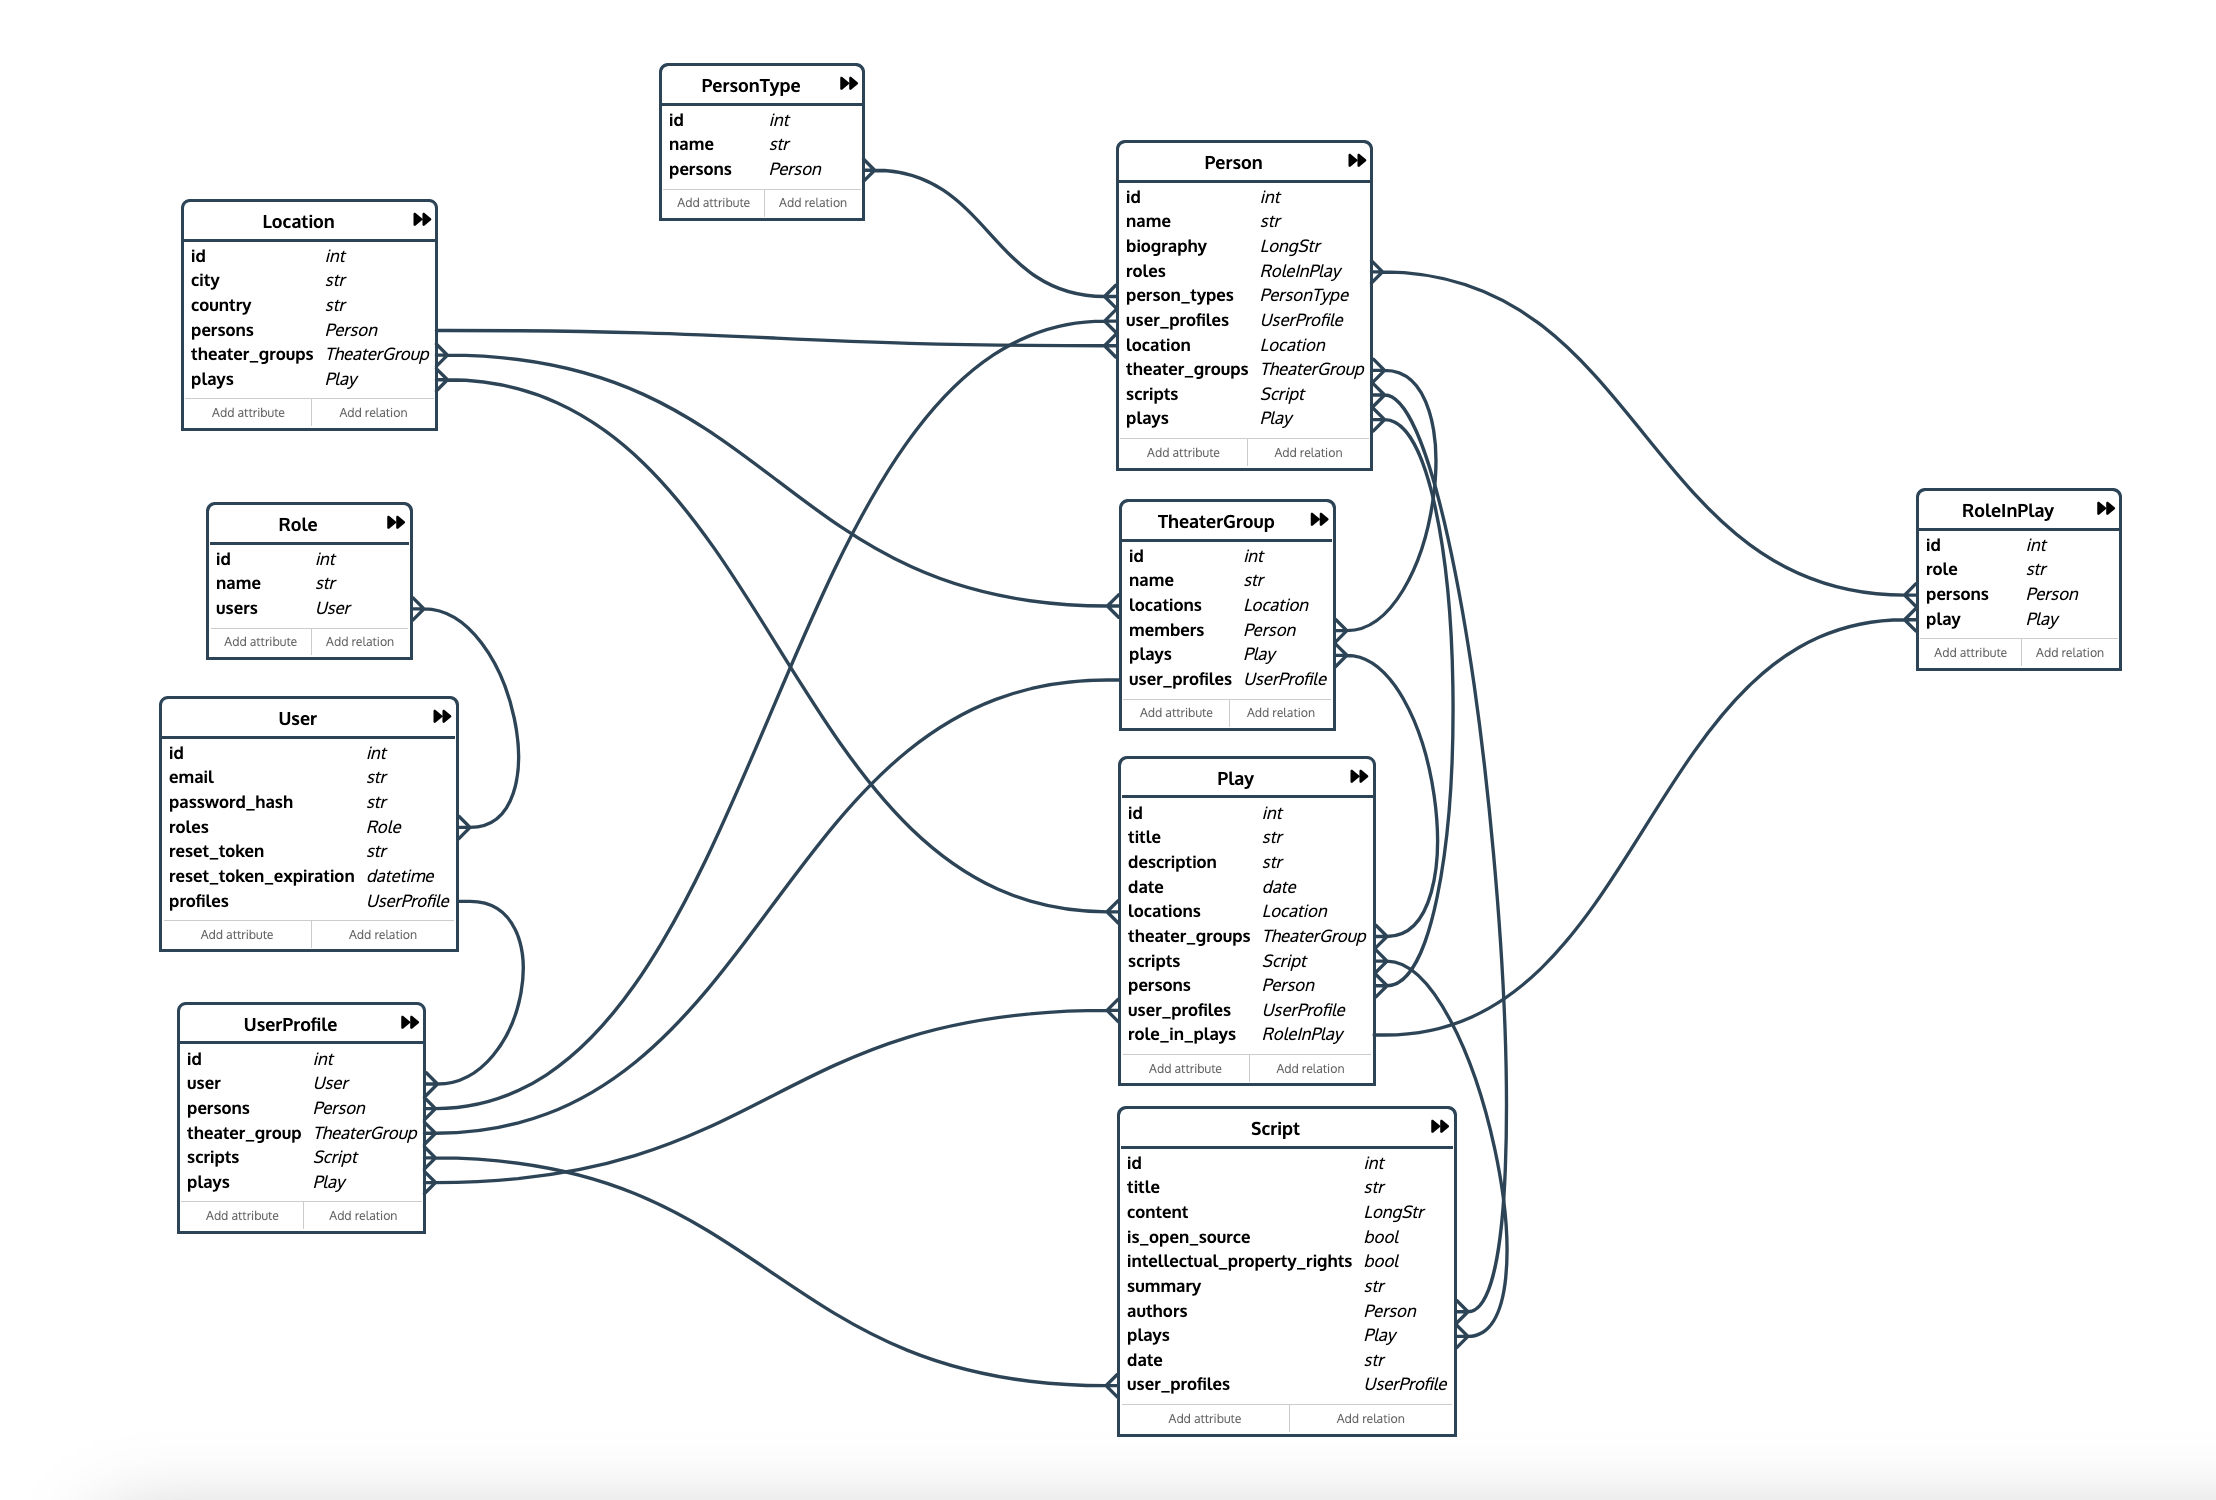 PersonType
id int
name str
persons Person
Add attribute Add relation
Person
id int
name str
biography LongStr
roles RoleInPlay
person_types PersonType
user_profiles UserProfile
location Location
theater_groups TheaterGroup
scripts Script
plays Play
Add attribute Add relation
Location
id int
city str
country str
persons Person
theater_groups TheaterGroup
plays Play
Add attribute Add relation
Role
id int
name str
users User
Add attribute Add relation
TheaterGroup
id int
name str
locations Location
members Person
plays Play
user_profiles UserProfile
Add attribute Add relation
RoleInPlay
id int
role str
persons Person
play Play
Add attribute Add relation
User
id int
email str
password_hash str
roles Role
reset_token str
reset_token_expiration datetime
profiles UserProfile
Add attribute Add relation
Play
id int
title str
description str
date date
locations Location
theater_groups TheaterGroup
scripts Script
persons Person
user_profiles UserProfile
role_in_plays RoleInPlay
Add attribute Add relation
UserProfile
id int
user User
persons Person
theater_group TheaterGroup
scripts Script
plays Play
Add attribute Add relation
Script
id int
title str
content LongStr
is_open_source bool
intellectual_property_rights bool
summary str
authors Person
plays Play
date str
user_profiles UserProfile
Add attribute Add relation